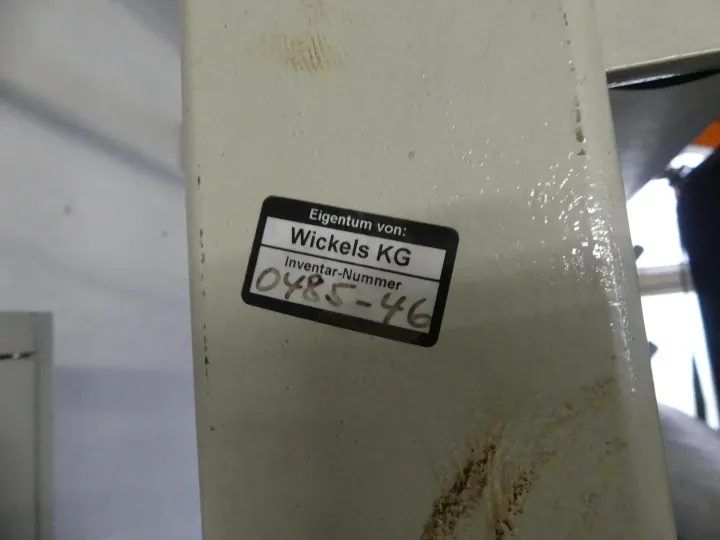 Eigentum von:
Wickels KG
Inventar-Nummer
0485-46